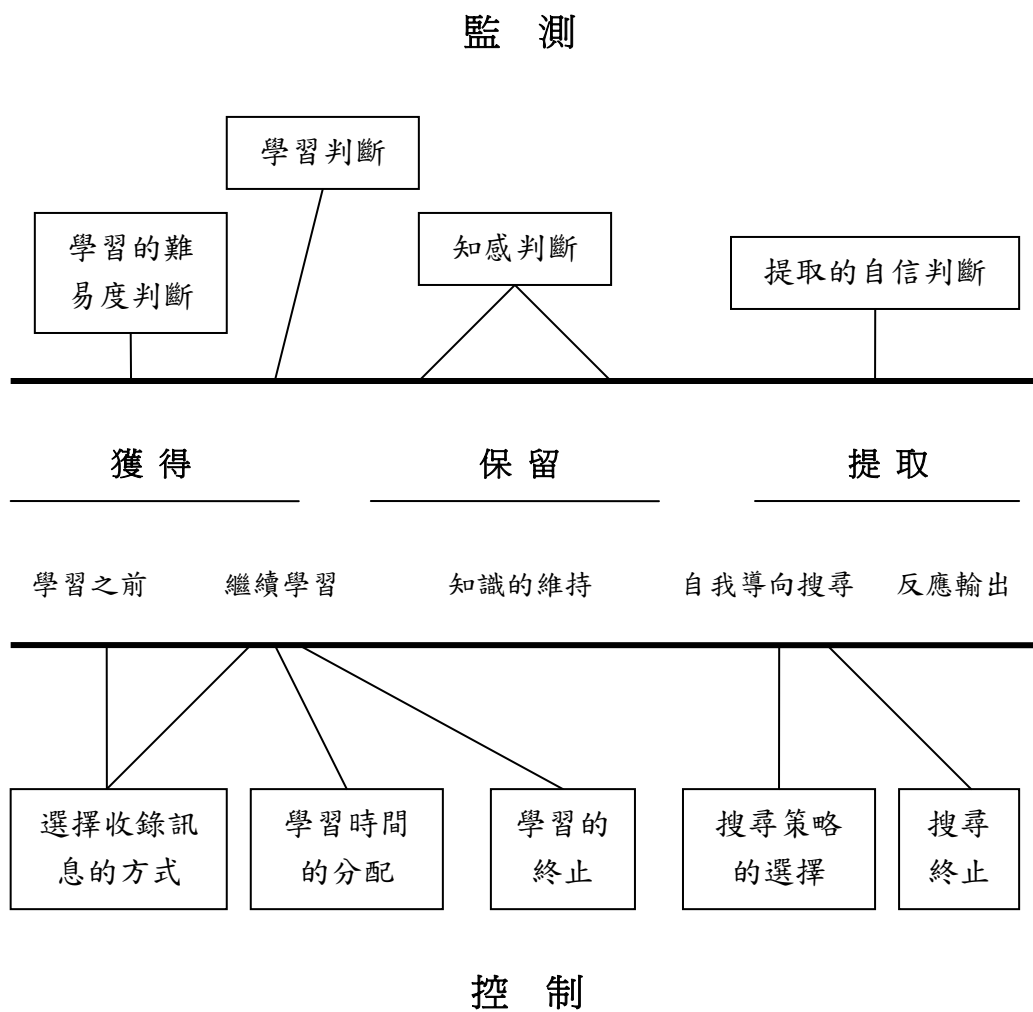 監 測
學習判斷
學習的難
易度判斷
知感判斷
提取的自信判斷
獲得
保留
提取
學習之前
繼續學習
知識的維持
自我導向搜尋
反應輸出
選擇收錄訊
息的方式
學習時間
的分配
學習的
終止
搜尋策略
的選擇
搜尋
終止
控 制